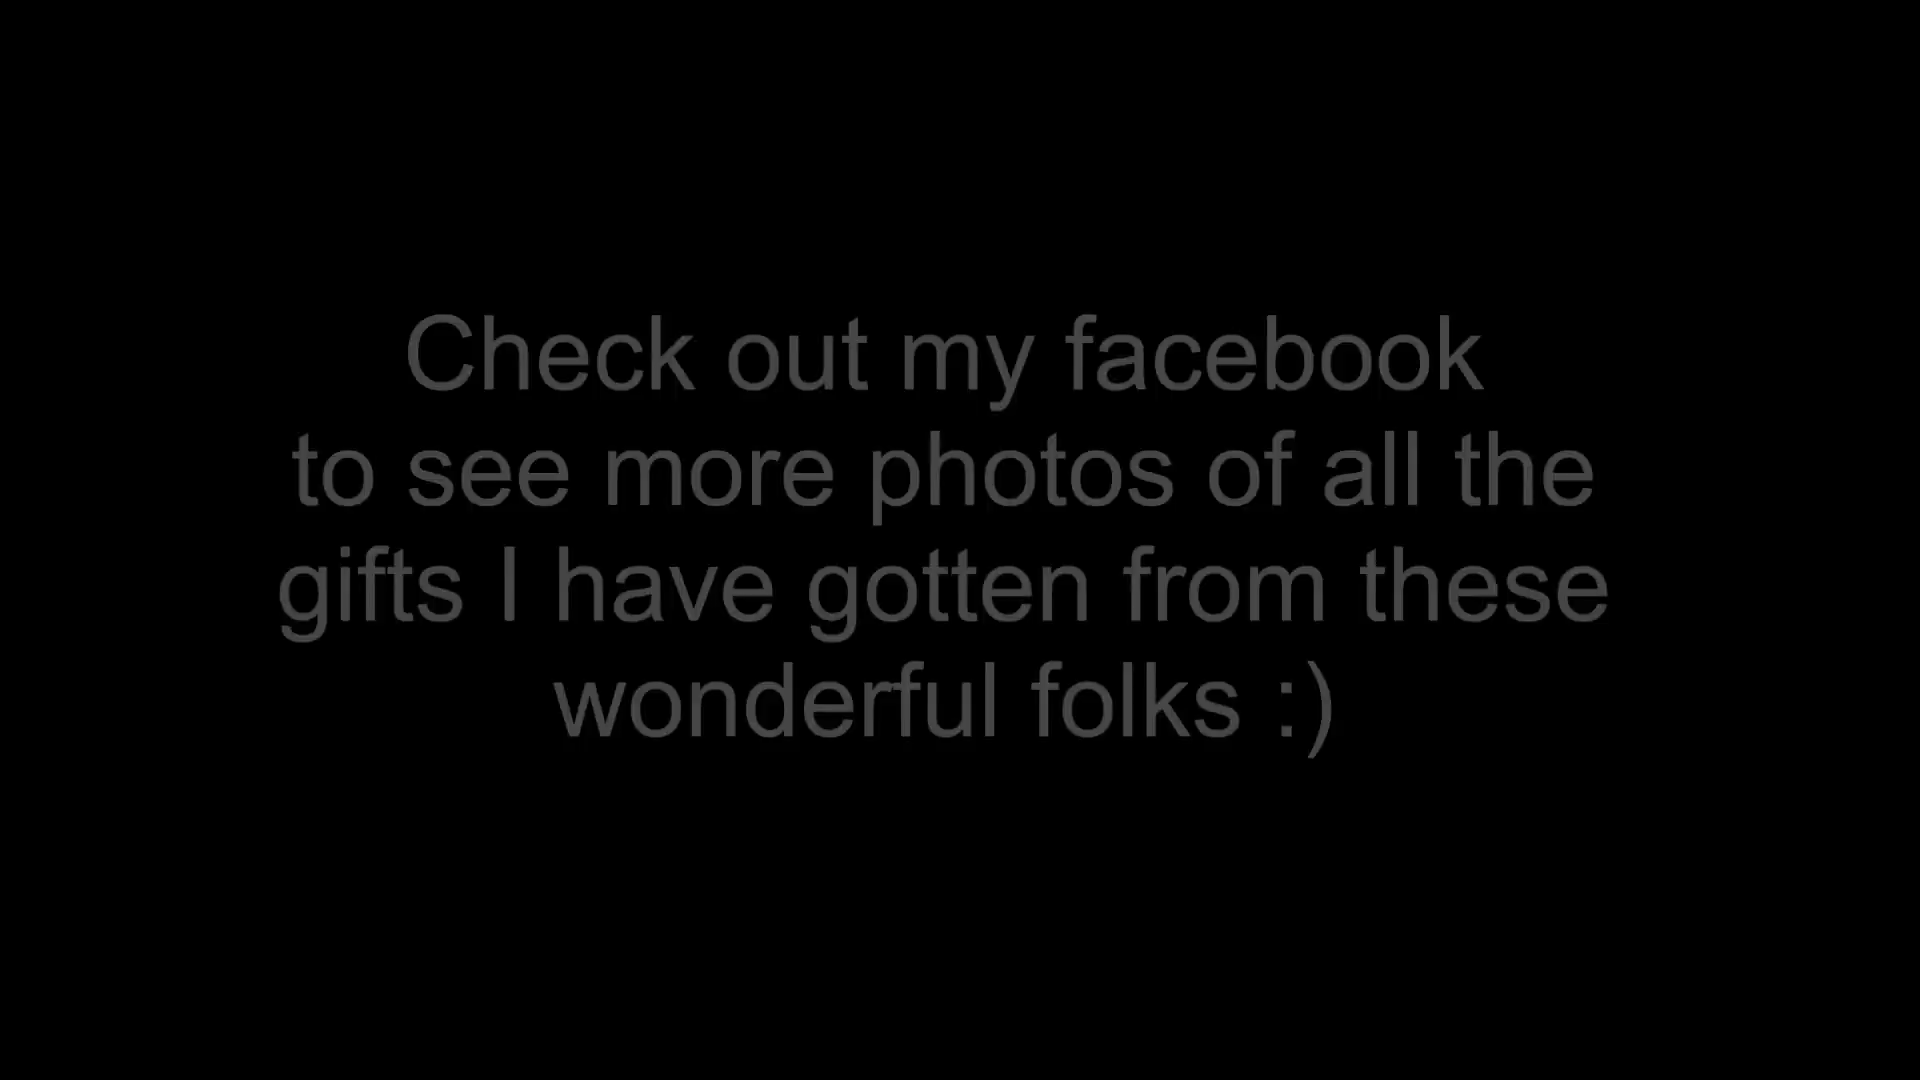 Check out my facebook
to see more photos of all the
gifts I have gotten from these
wonderful folks :)